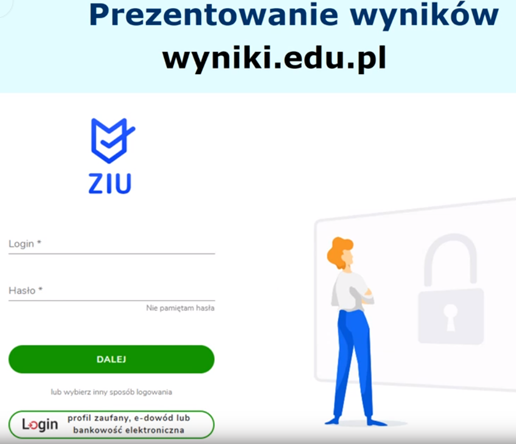 Prezentowanie wyników
wyniki.edu.pl
ZIU
Login *
Hasło *
Nie pamiętam hasła
DALEJ
lub wybierz inny sposób logowania
Login profil zaufany, e-dowód lub
bankowość elektroniczna